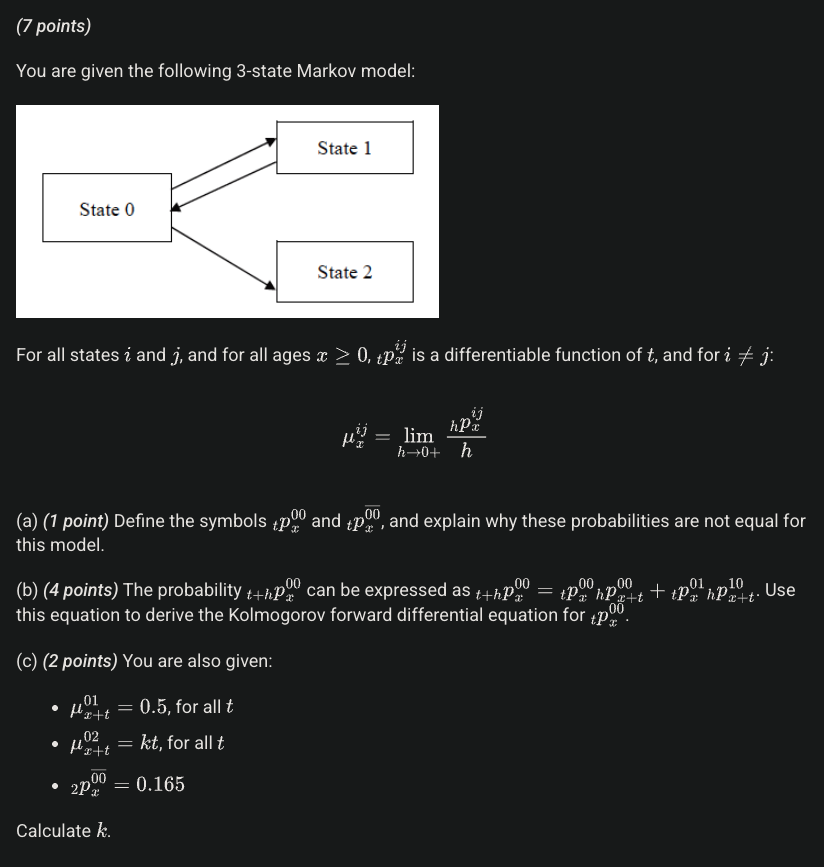 (7 points)
You are given the following 3-state Markov model:
State 1
State 0
State 2
For all states i and j, and for all ages x ≥ 0, ₜpₓⁱʲ is a differentiable function of t, and for i ≠ j:
$\mu_x^{ij} = \lim_{h \to 0+} \frac{{}_hp_x^{ij}}{h}$
(a) (1 point) Define the symbols ${}_tp_x^{00}$ and ${}_tp_x^{\overline{00}}$, and explain why these probabilities are not equal for
this model.
(b) (4 points) The probability ${}_{t+h}p_x^{00}$ can be expressed as ${}_{t+h}p_x^{00} = {}_tp_x^{00} {}_hp_{x+t}^{00} + {}_tp_x^{01} {}_hp_{x+t}^{10}$. Use
this equation to derive the Kolmogorov forward differential equation for ${}_tp_x^{00}$.
(c) (2 points) You are also given:
• $\mu_{x+t}^{01} = 0.5$, for all t
• $\mu_{x+t}^{02} = kt$, for all t
• ${}_2p_x^{\overline{00}} = 0.165$
Calculate k.